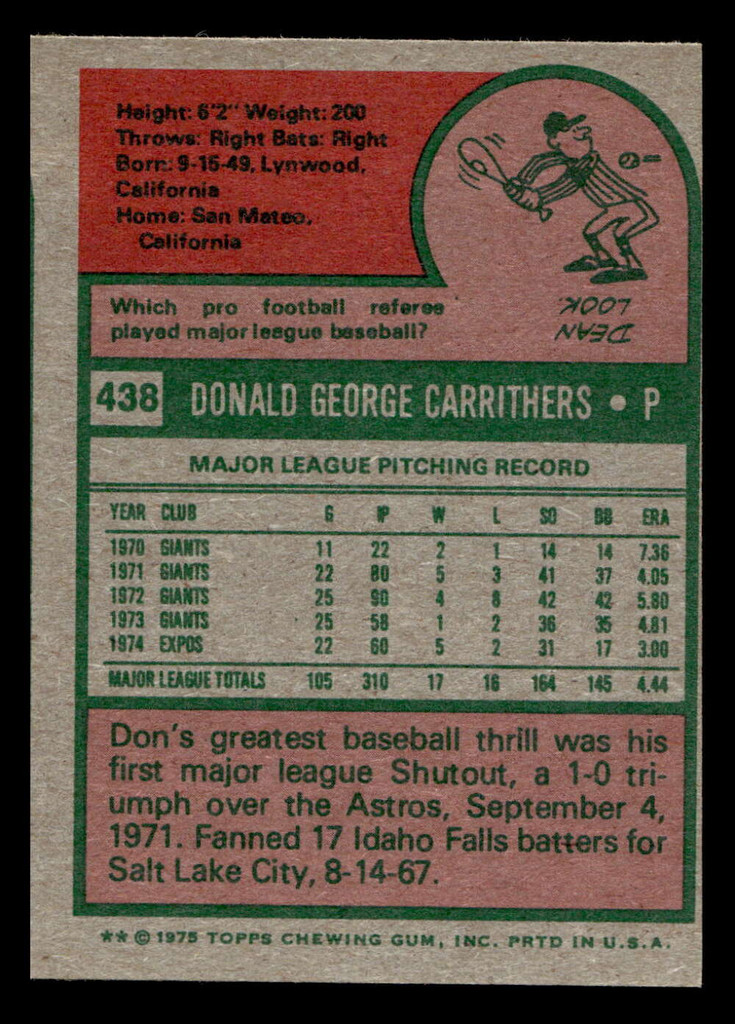 Height: 6'2" Weight: 200
Throws: Right Bats: Right
Born: 9-15-49, Lynwood,
California
Home: San Mateo,
California
Which pro football referee
played major league baseball?
DEAN
LOOK.
438 DONALD GEORGE CARRITHERS • P
MAJOR LEAGUE PITCHING RECORD
YEAR CLUB G IP W L SO BB ERA
1970 GIANTS 11 22 2 1 14 14 7.36
1971 GIANTS 22 80 5 3 41 37 4.05
1972 GIANTS 25 90 4 8 42 42 5.80
1973 GIANTS 25 58 1 2 36 35 4.81
1974 EXPOS 22 60 5 2 31 17 3.00
MAJOR LEAGUE TOTALS 105 310 17 16 164 145 4.44
Don's greatest baseball thrill was his
first major league Shutout, a 1-0 tri-
umph over the Astros, September 4,
1971. Fanned 17 Idaho Falls batters for
Salt Lake City, 8-14-67.
** © 1975 TOPPS CHEWING GUM, INC. PRTD IN U.S.A.